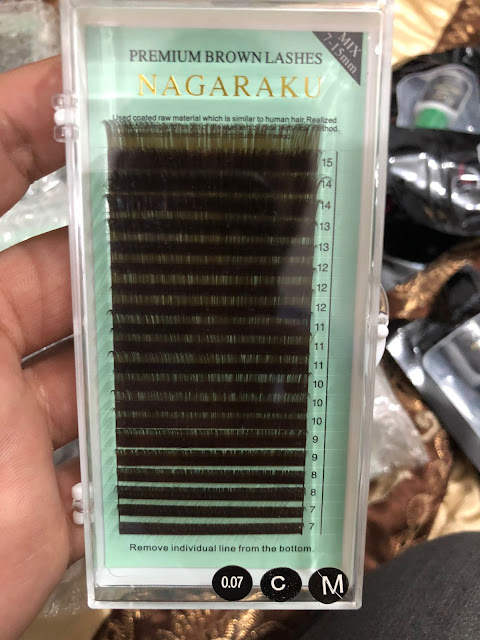 MIX
7-15mm
PREMIUM BROWN LASHES
NAGARAKU
Used coated raw material which is similar to human hair.Realized
method.
15
14
14
13
13
12
12
12
11
11
11
10
10
10
9
9
8
8
7
7
Remove individual line from the bottom.
0.07 C M